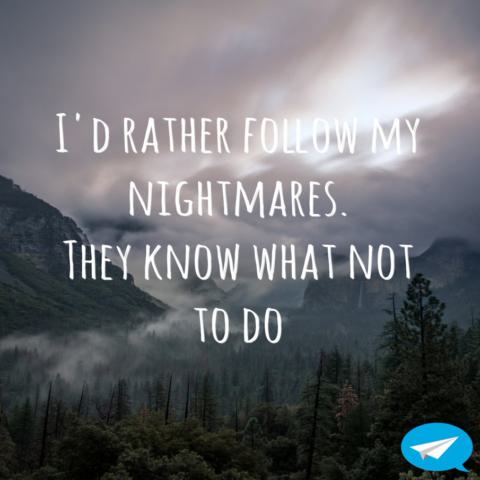 I'D RATHER FOLLOW MY
NIGHTMARES.
THEY KNOW WHAT NOT
TO DO